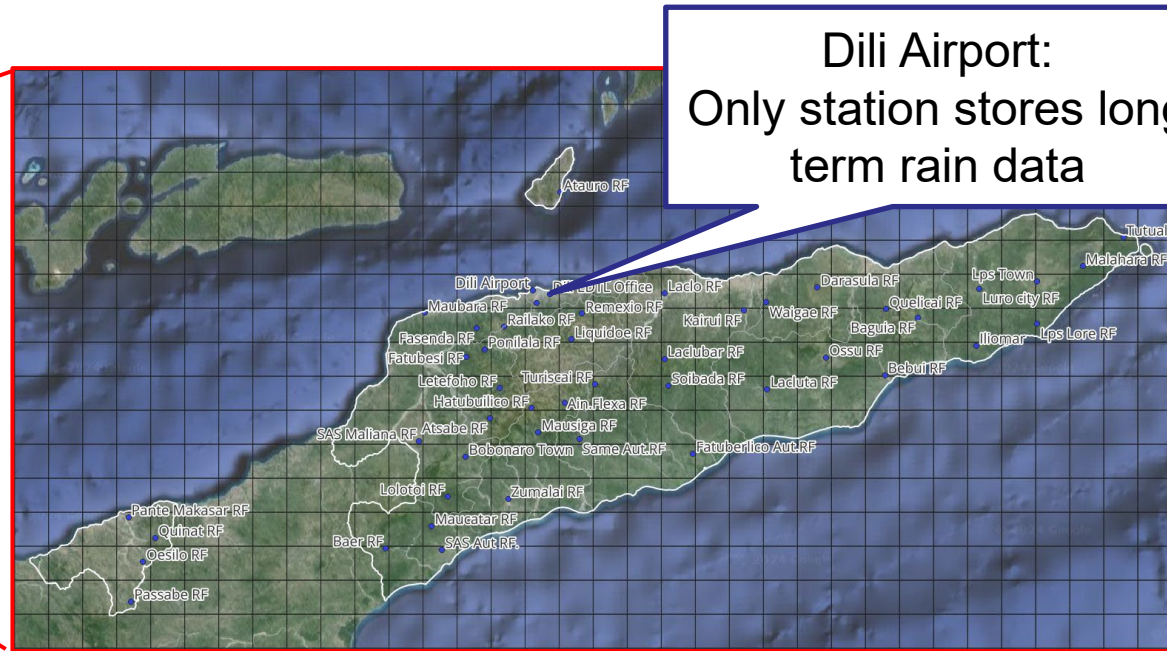 Dili Airport:
Only station stores long
term rain data
Atauro RF
Tutual
Malahara RF
Dili Airport
EDTL Office
Laclo RF
Darasula RF
Lps Town
Luro city RF
Maubara RF
Remexio RF
Kairui RF
Waigae RF
Quelicai RF
Railako RF
Baguia RF
Fasenda RF
Ponilala RF
Liquidoe RF
Lps Lore RF
Iliomar
Fatubesi RF
Laclubar RF
Ossu RF
Bebui RF
Letefoho RF
Turiscai RF
Soibada RF
Lacluta RF
Hatubuilico RF
Ain.Flexa RF
SAS Maliana RF
Atsabe RF
Mausiga RF
Bobonaro Town
Same Aut.RF
Fatuberlico Aut.RF
Lolotoi RF
Zumalai RF
Pante Makasar RF
Maucatar RF
Quinat RF
Baer RF
SAS Aut RF.
Oesilo RF
Passabe RF